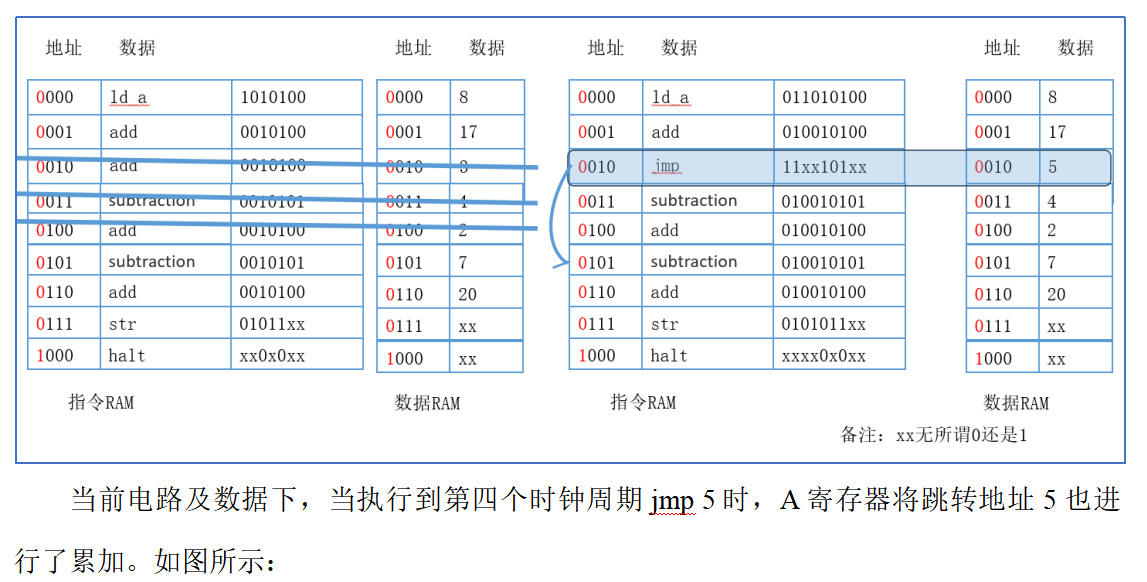 地址 数据 地址 数据 地址 数据 地址 数据
0000 ld a 1010100 0000 8 0000 ld a 011010100 0000 8
0001 add 0010100 0001 17 0001 add 010010100 0001 17
0010 add 0010100 0010 3 0010 jmp 11xx101xx 0010 5
0011 subtraction 0010101 0011 4 0011 subtraction 010010101 0011 4
0100 add 0010100 0100 2 0100 add 010010100 0100 2
0101 subtraction 0010101 0101 7 0101 subtraction 010010101 0101 7
0110 add 0010100 0110 20 0110 add 010010100 0110 20
0111 str 01011xx 0111 xx 0111 str 0101011xx 0111 xx
1000 halt xx0x0xx 1000 xx 1000 halt xxxx0x0xx 1000 xx
指令RAM 数据RAM 指令RAM 数据RAM
备注：xx无所谓0还是1
当前电路及数据下，当执行到第四个时钟周期 jmp 5 时，A 寄存器将跳转地址 5 也进
行了累加。如图所示：